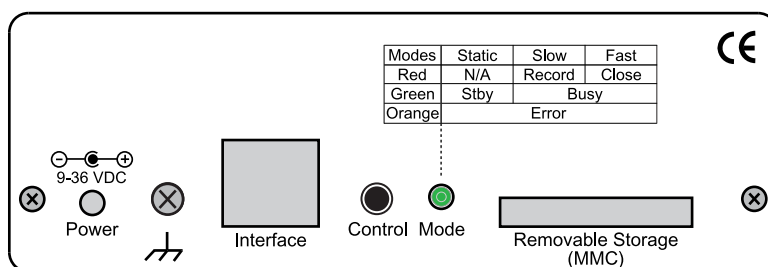 Modes Static Slow Fast
Red N/A Record Close
Green Stby Busy
Orange Error
CE
9-36 VDC
Power
Interface
Control
Mode
Removable Storage
(MMC)